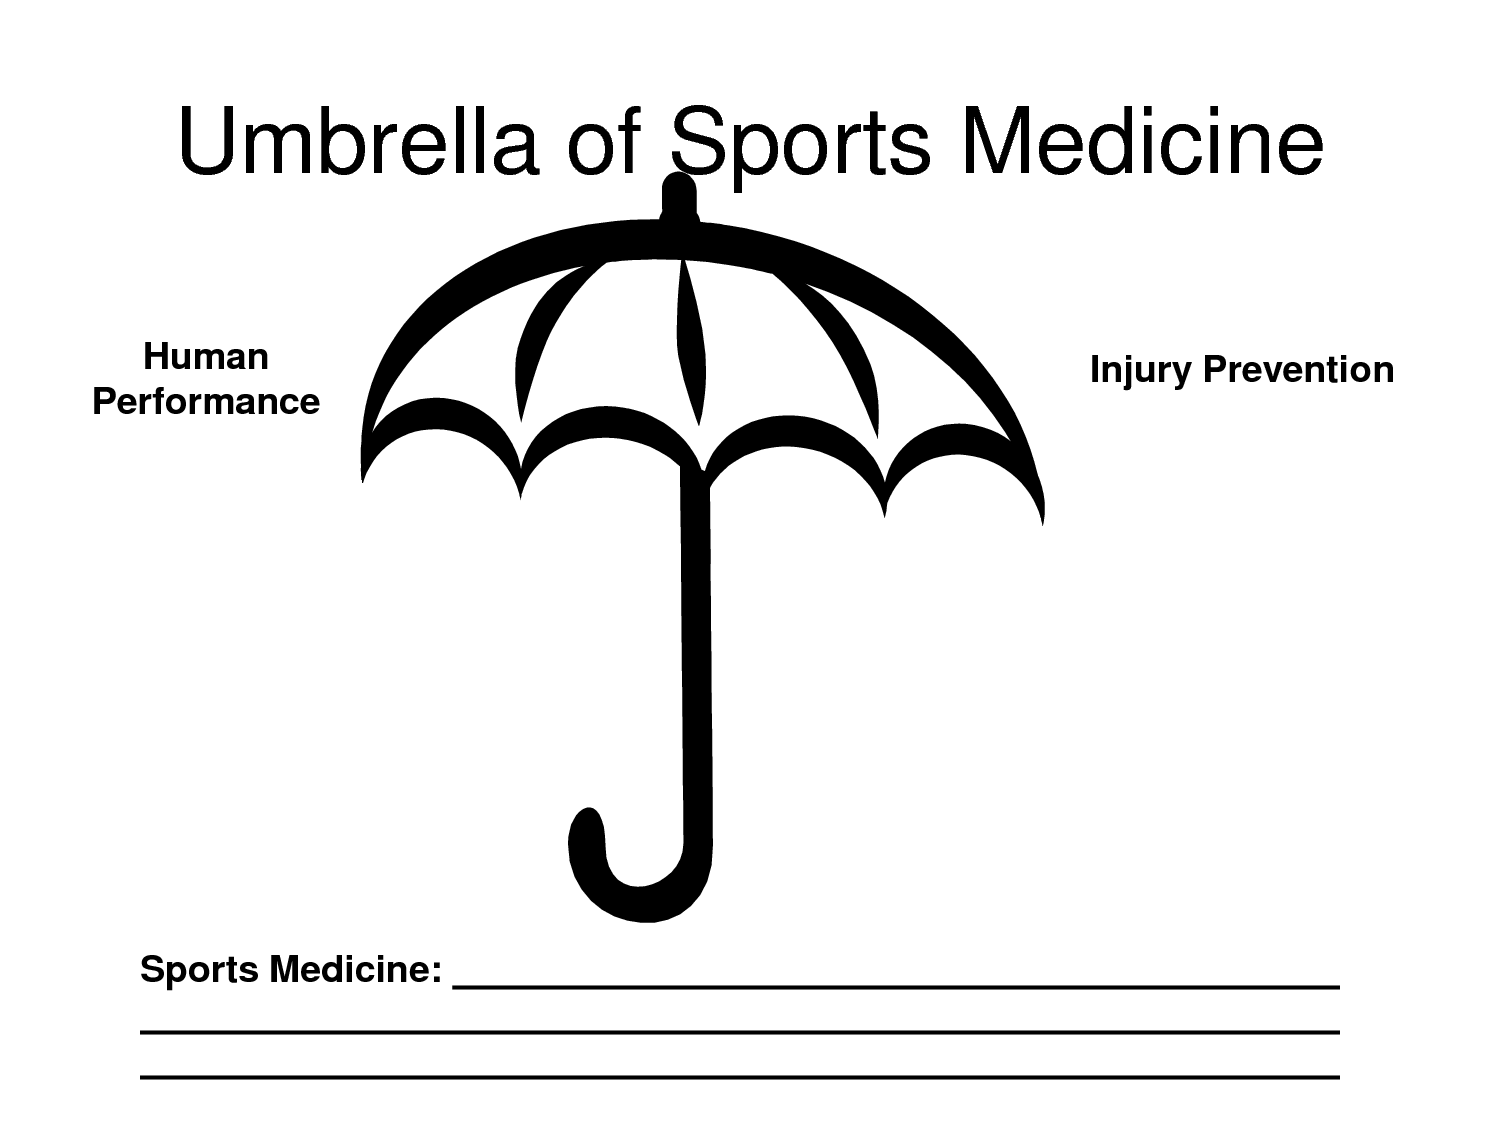 Umbrella of Sports Medicine
Human
Performance
Injury Prevention
Sports Medicine: